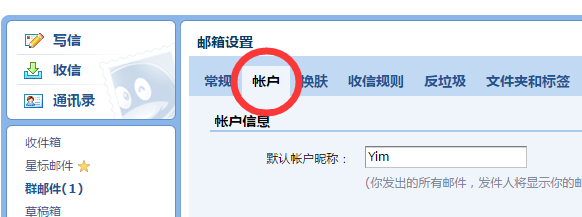 写信
收信
通讯录
收件箱
星标邮件
群邮件(1)
草稿箱
邮箱设置
常规 帐户 换肤 收信规则 反垃圾 文件夹和标签
帐户信息
默认帐户昵称： Yim
(你发出的所有邮件，发件人将显示你的